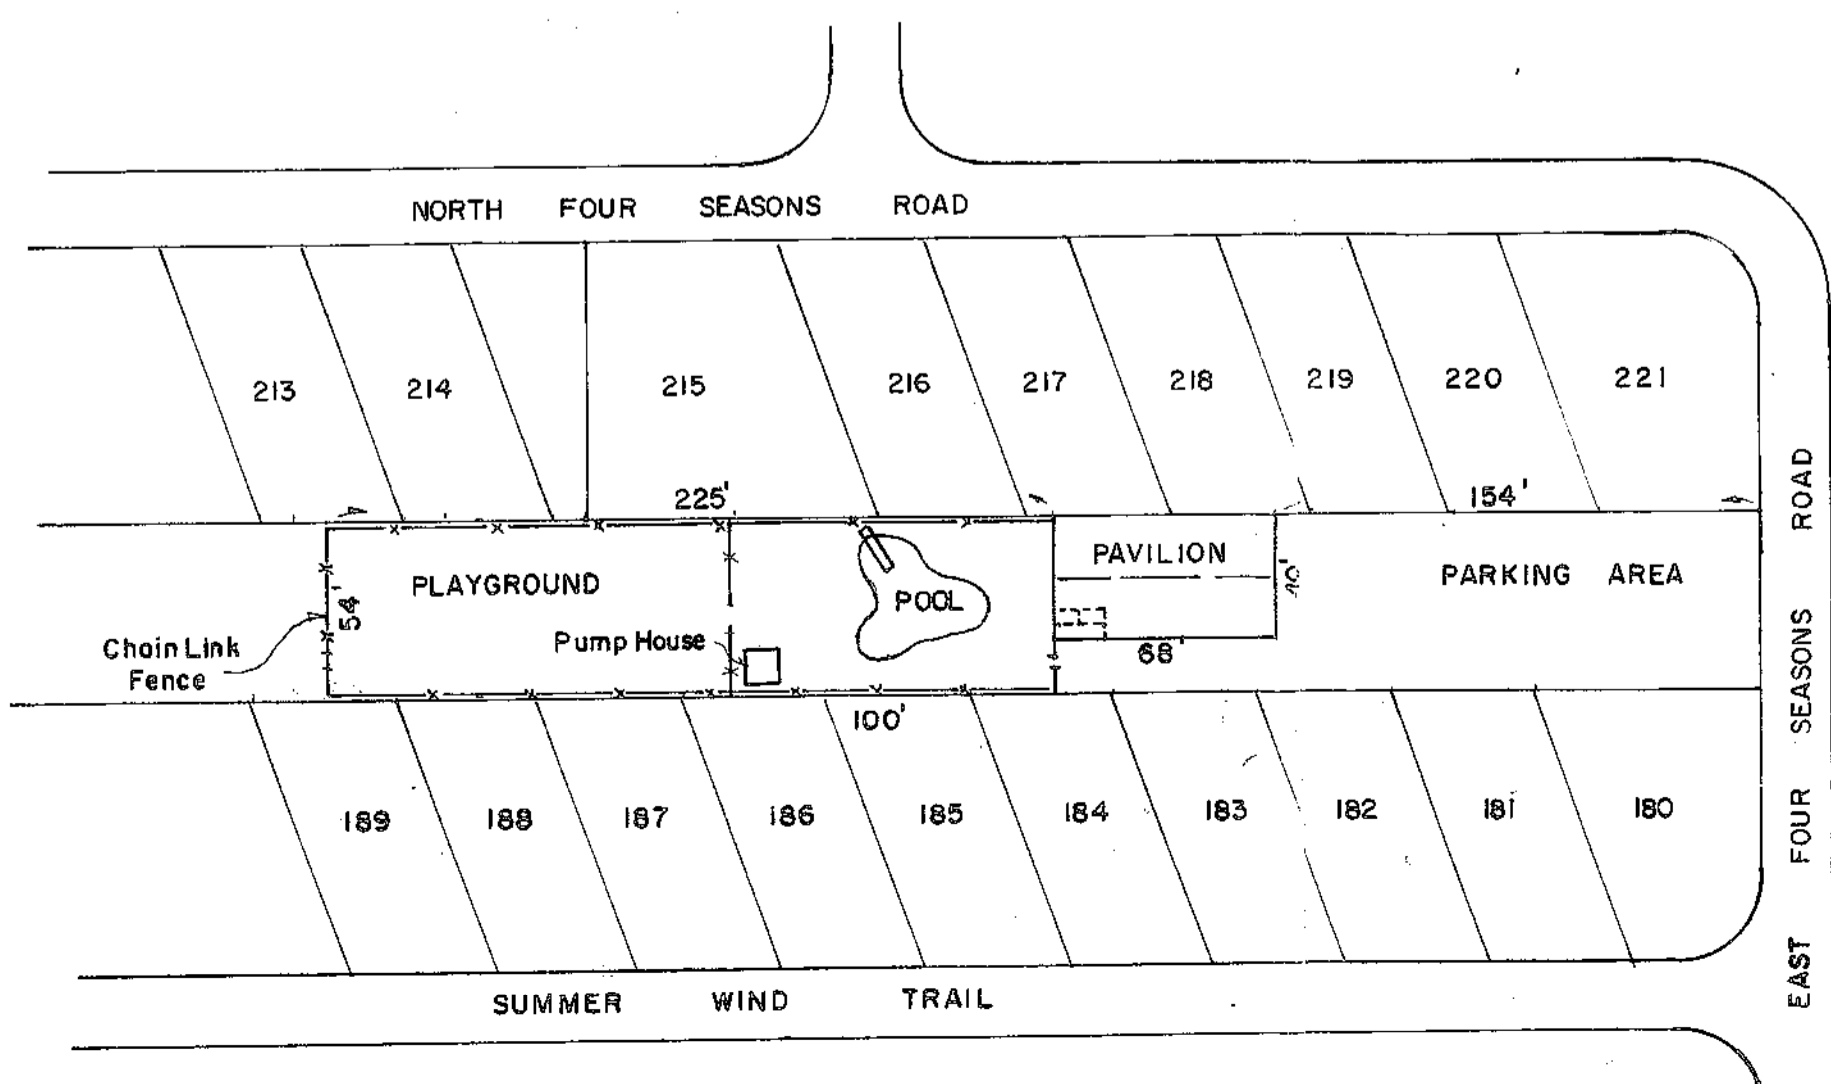 NORTH FOUR SEASONS ROAD
213 214 215 216 217 218 219 220 221
225'
154'
PLAYGROUND
54'
Chain Link
Fence
Pump House
POOL
PAVILION
40'
68'
PARKING AREA
100'
189 188 187 186 185 184 183 182 181 180
SUMMER WIND TRAIL
EAST FOUR SEASONS ROAD